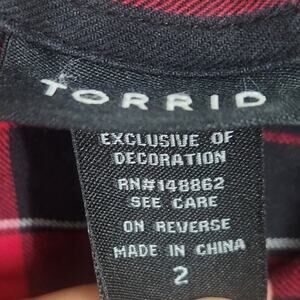 TORRID
EXCLUSIVE OF
DECORATION
RN#148862
SEE CARE
ON REVERSE
MADE IN CHINA
2